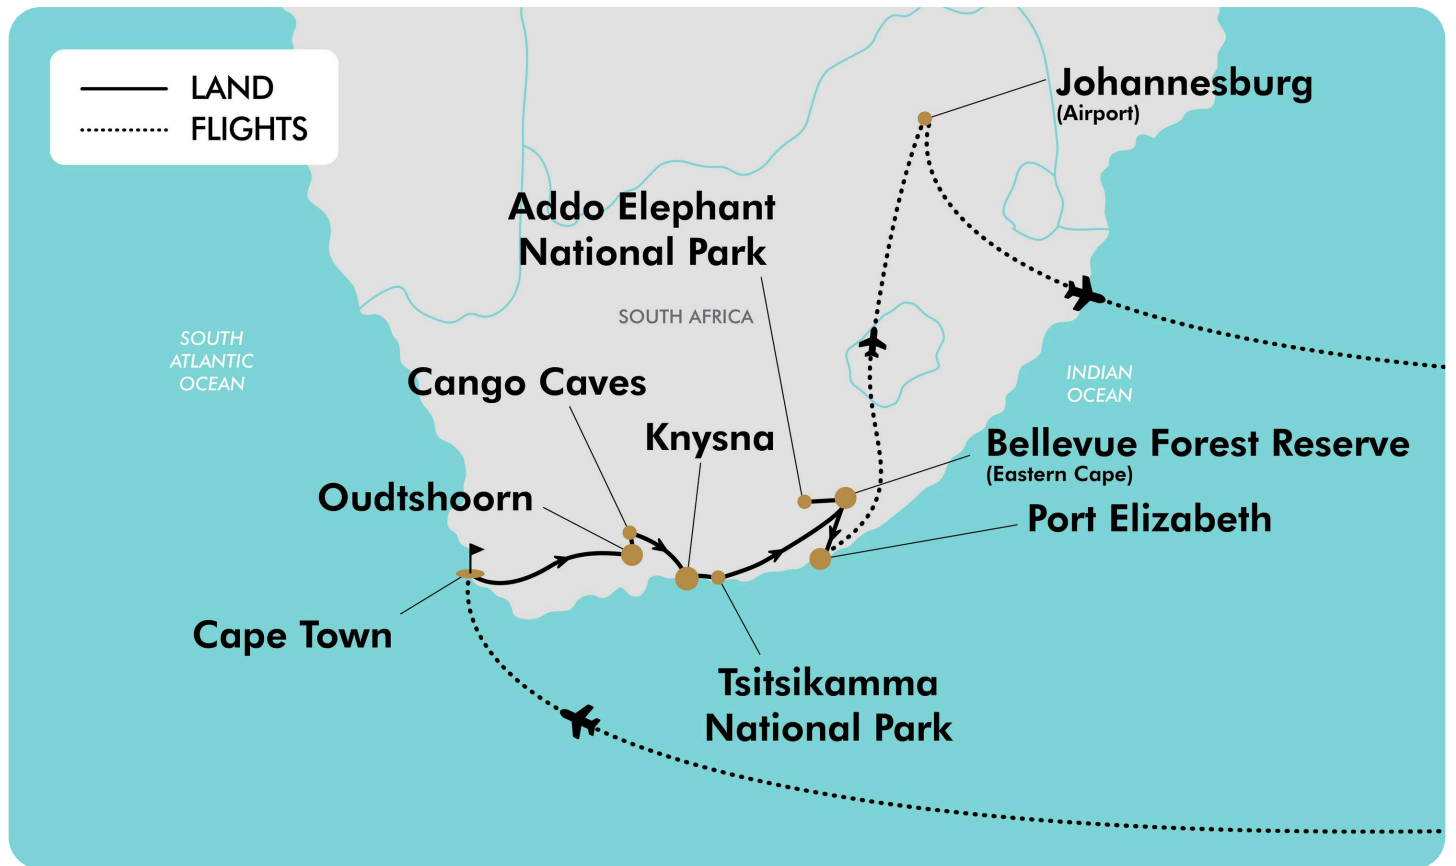 LAND
FLIGHTS
Johannesburg
(Airport)
Addo Elephant
National Park
SOUTH AFRICA
SOUTH
ATLANTIC
OCEAN
INDIAN
OCEAN
Cango Caves
Knysna
Bellevue Forest Reserve
(Eastern Cape)
Oudtshoorn
Port Elizabeth
Cape Town
Tsitsikamma
National Park